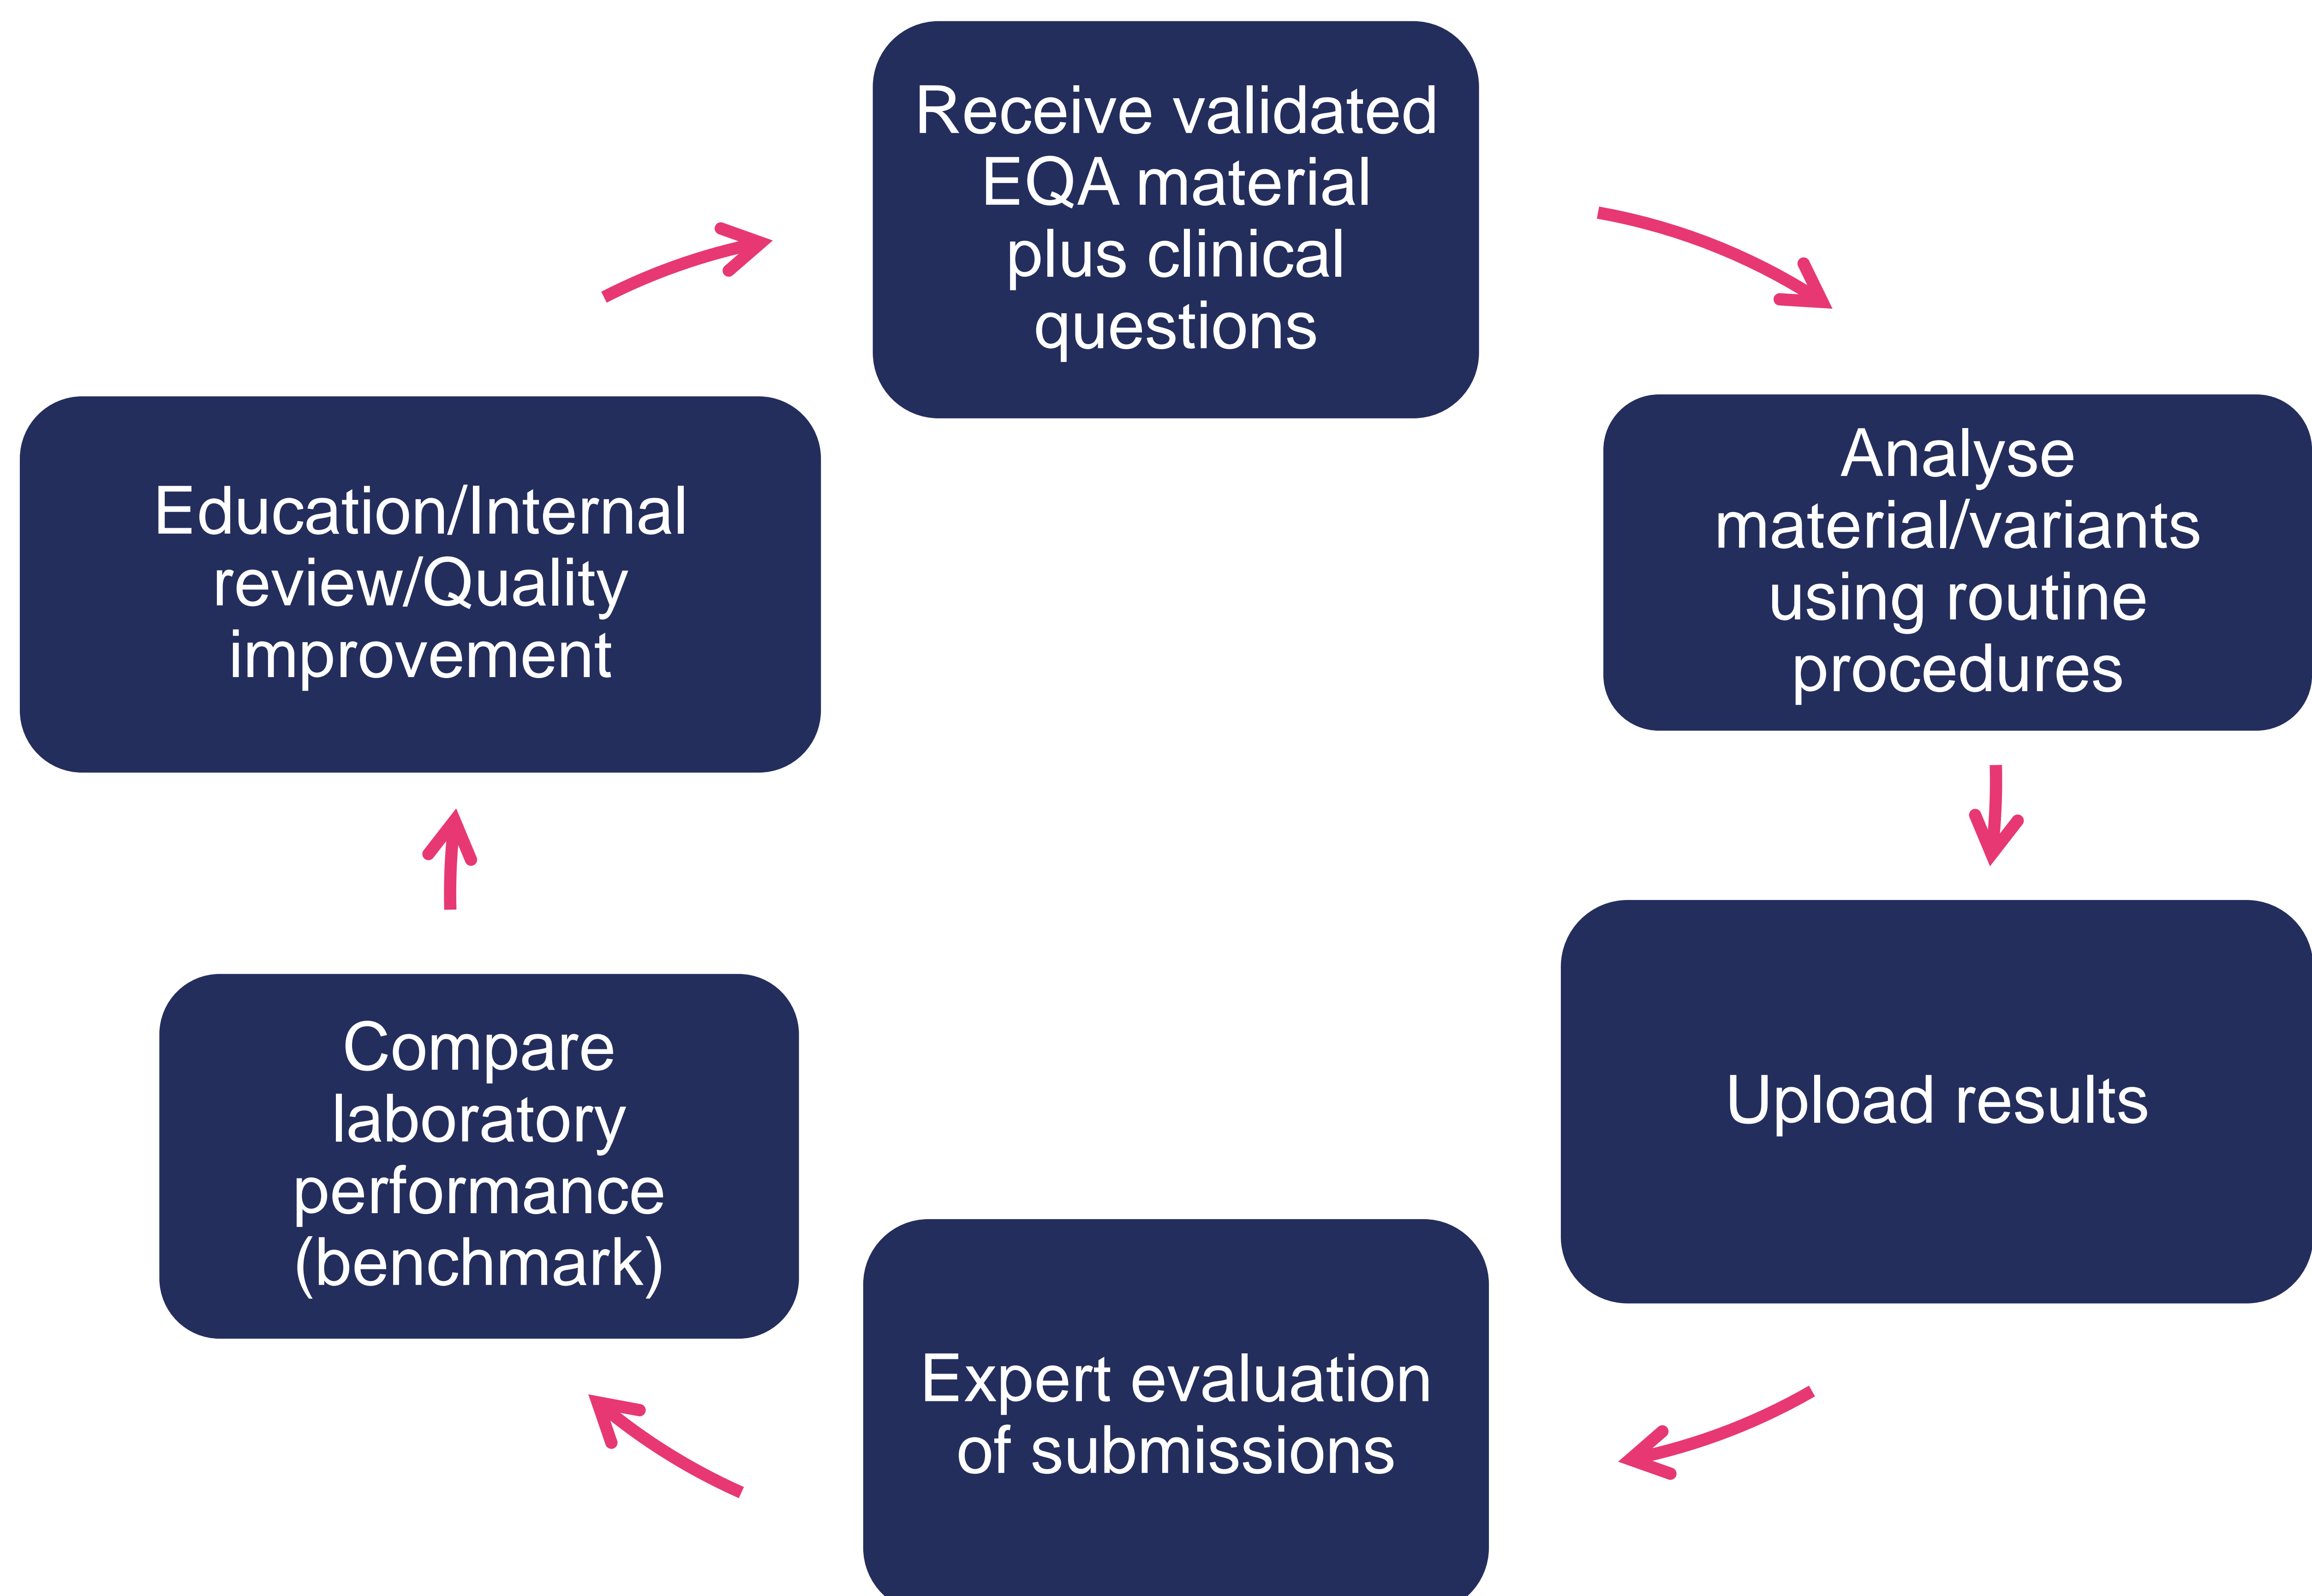 Receive validated
EQA material
plus clinical
questions
Analyse
material/variants
using routine
procedures
Upload results
Expert evaluation
of submissions
Compare
laboratory
performance
(benchmark)
Education/Internal
review/Quality
improvement